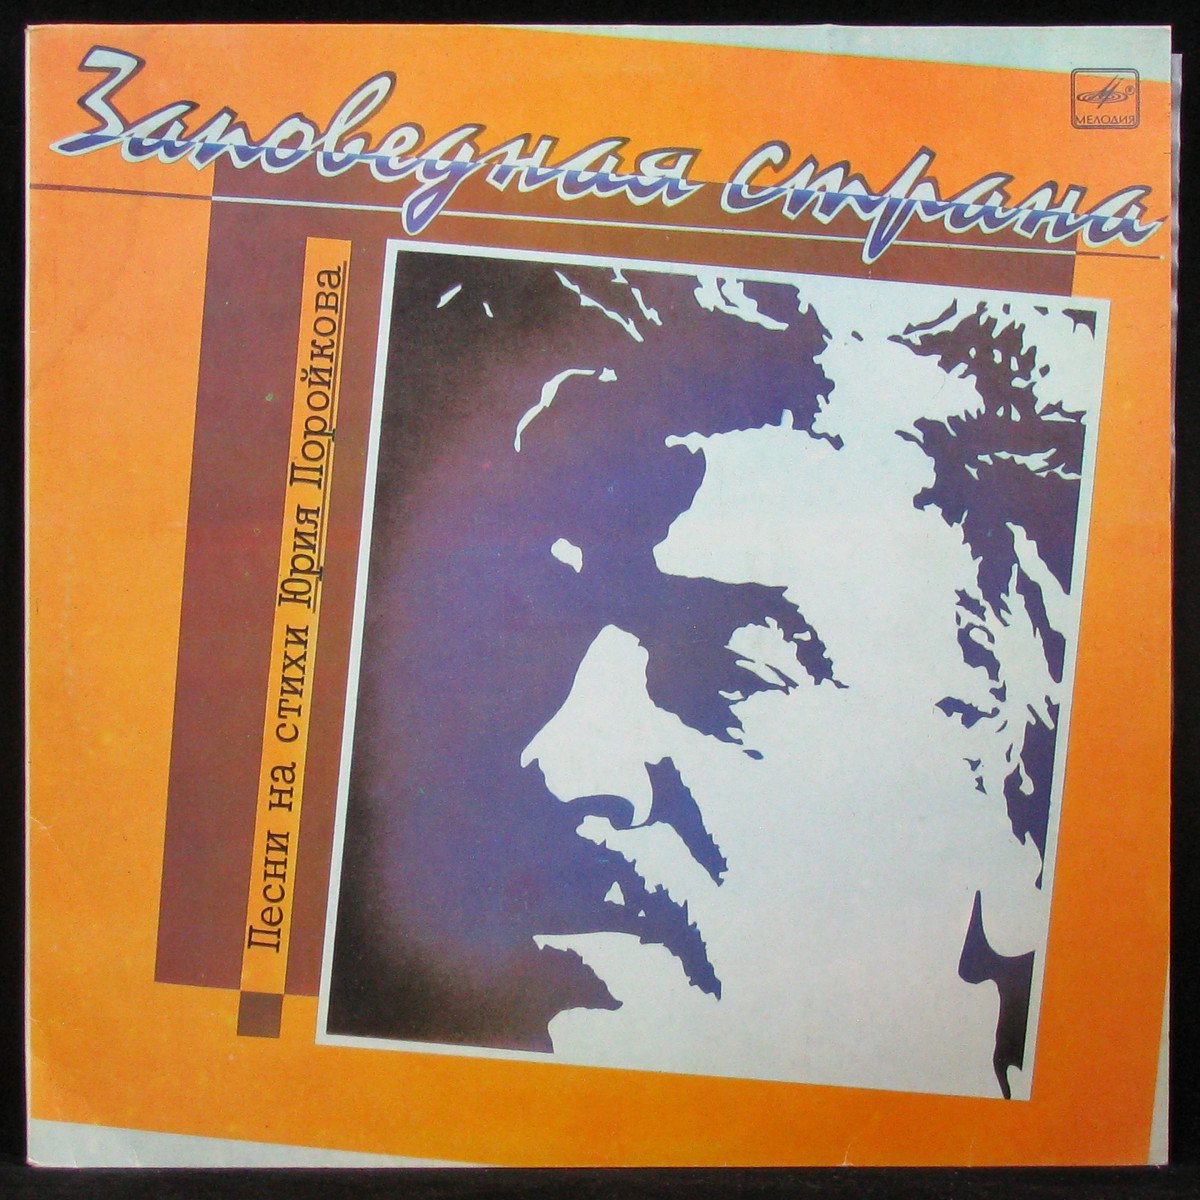 Заповедная страна
МЕЛОДИЯ
Песни на стихи Юрия Поройкова